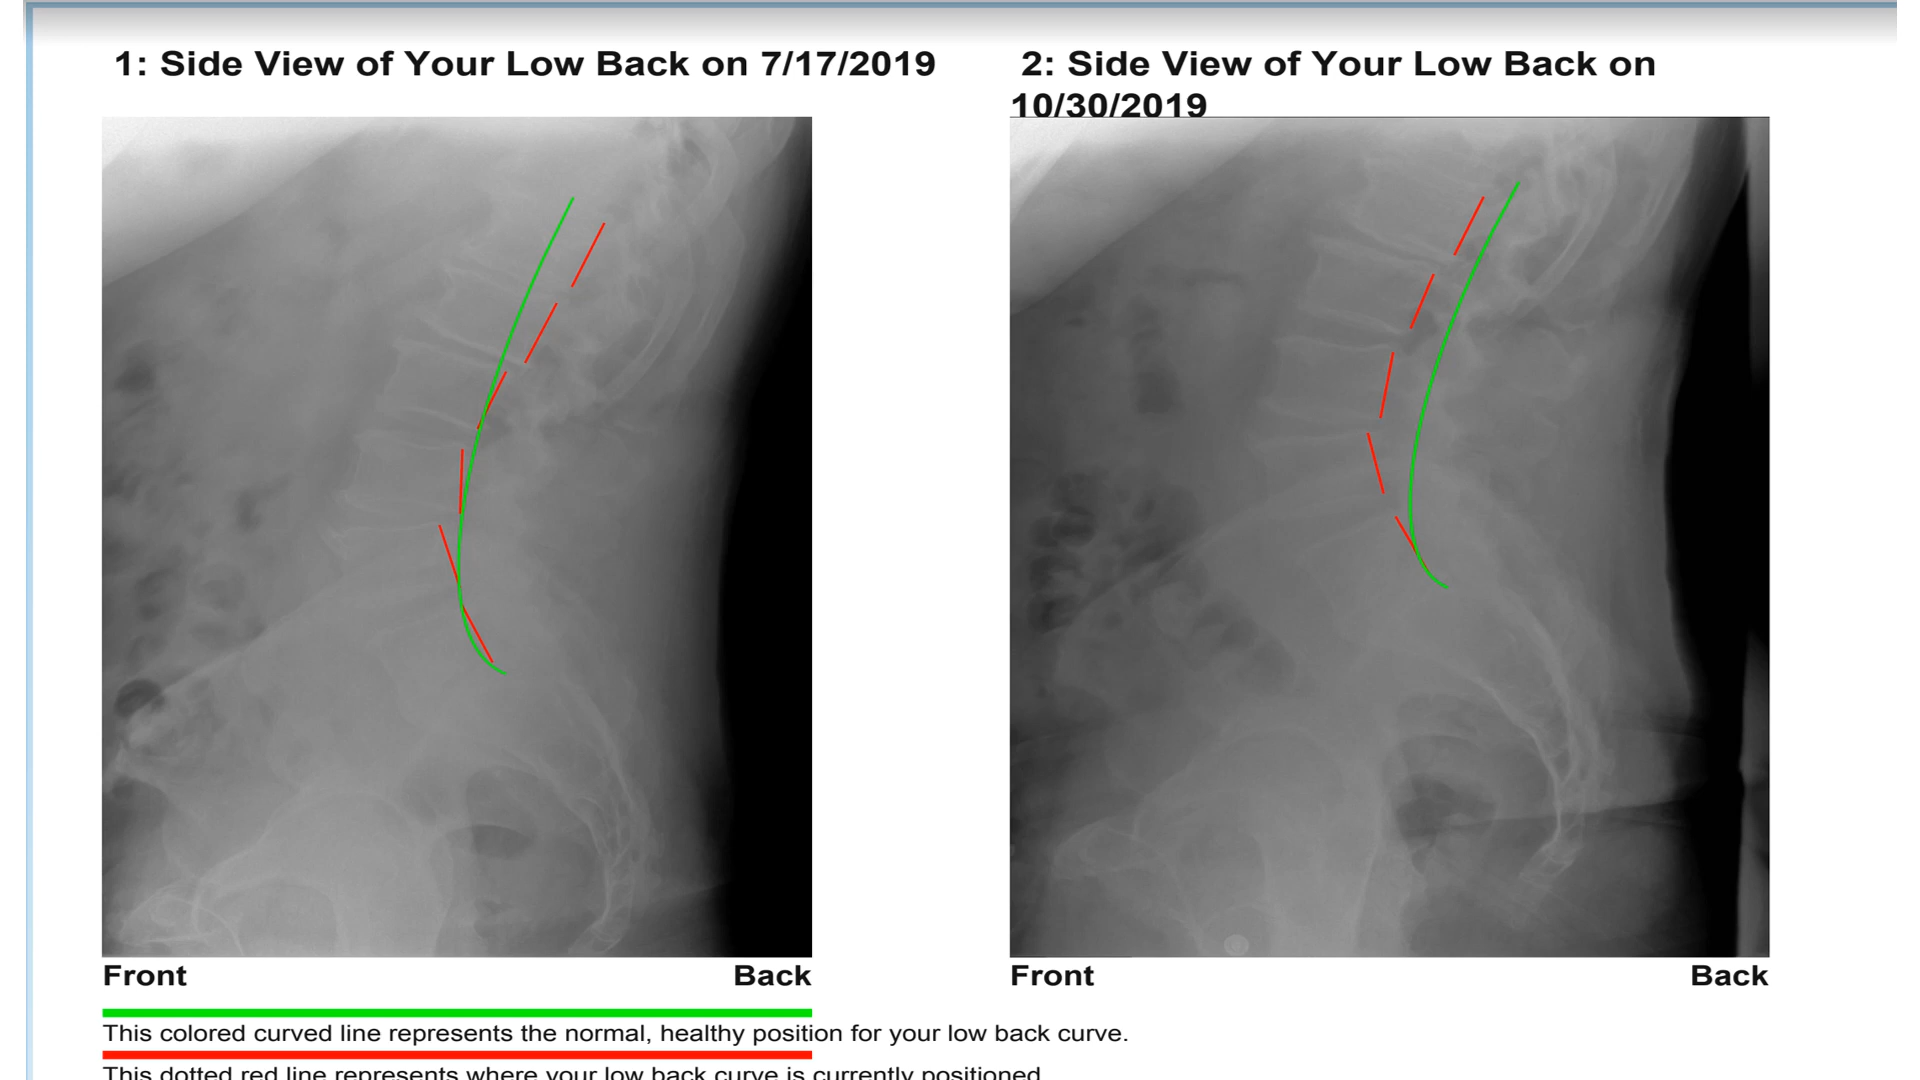 1: Side View of Your Low Back on 7/17/2019
2: Side View of Your Low Back on
10/30/2019
Front
Back
Front
Back
This colored curved line represents the normal, healthy position for your low back curve.
This dotted red line represents where your low back curve is currently positioned